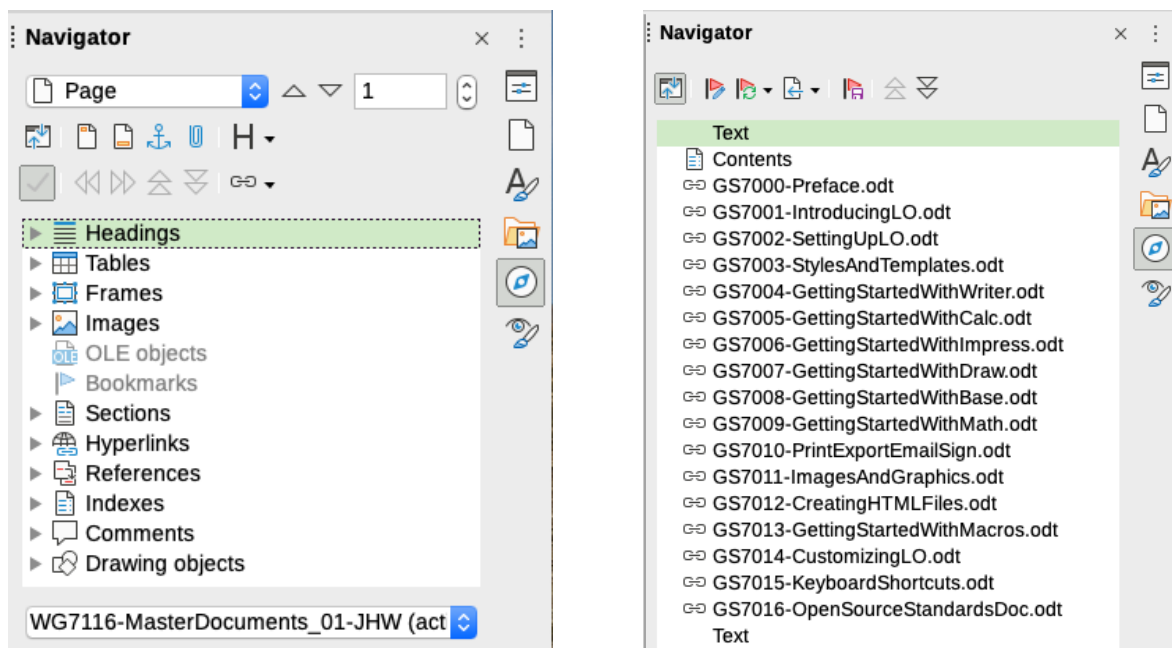 Navigator
Page
1
Headings
Tables
Frames
Images
OLE objects
Bookmarks
Sections
Hyperlinks
References
Indexes
Comments
Drawing objects
WG7116-MasterDocuments_01-JHW (act
Navigator
Text
Contents
GS7000-Preface.odt
GS7001-IntroducingLO.odt
GS7002-SettingUpLO.odt
GS7003-StylesAndTemplates.odt
GS7004-GettingStartedWithWriter.odt
GS7005-GettingStartedWithCalc.odt
GS7006-GettingStartedWithImpress.odt
GS7007-GettingStartedWithDraw.odt
GS7008-GettingStartedWithBase.odt
GS7009-GettingStartedWithMath.odt
GS7010-PrintExportEmailSign.odt
GS7011-ImagesAndGraphics.odt
GS7012-CreatingHTMLFiles.odt
GS7013-GettingStartedWithMacros.odt
GS7014-CustomizingLO.odt
GS7015-KeyboardShortcuts.odt
GS7016-OpenSourceStandardsDoc.odt
Text